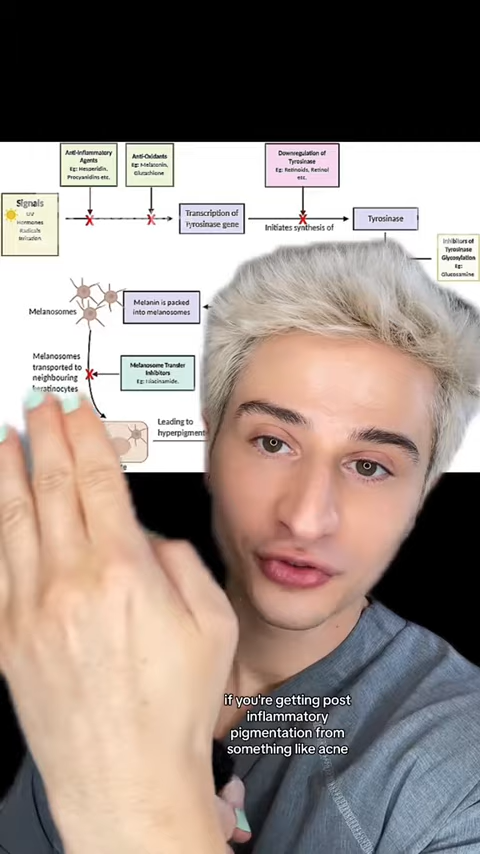 Anti-Inflammatory
Agents
Eg: Hesperidin,
Procyanidins etc.
Anti-Oxidants
Eg: Melatonin,
Glutathione
Downregulation of
Tyrosinase
Eg: Retinoids, Retinol
etc.
Signals
UV
Hormones
Radicals
Irritation
Transcription of
Tyrosinase gene
Initiates synthesis of
Tyrosinase
Inhibitors of
Tyrosine
Glycosylation
Eg:
Glucosamine
Melanosomes
Melanin is packed
into melanosomes
Melanosomes
transported to
neighbouring
keratinocytes
Melanosome Transfer
Inhibitors
Eg: Niacinamide.
Leading to
hyperpigment
if you're getting post
inflammatory
pigmentation from
something like acne